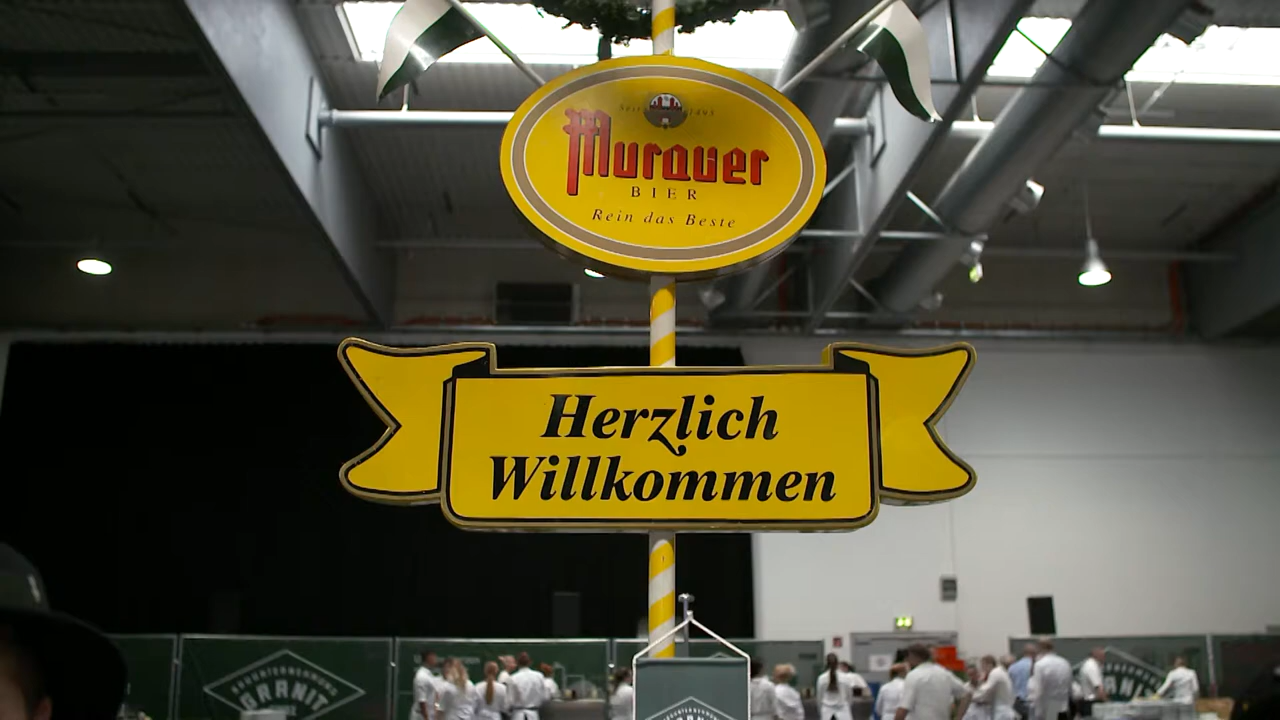 Murauer
BIER
Rein das Beste
Herzlich
Willkommen
GRANIT